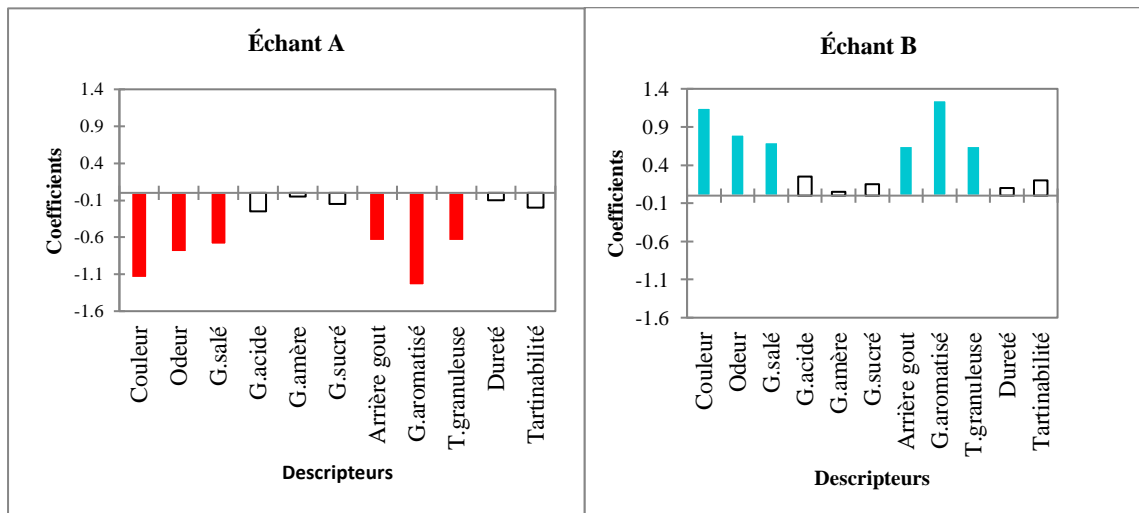 Échant A
Coefficients
1.4
0.9
0.4
-0.1
-0.6
-1.1
-1.6
Couleur
Odeur
G.salé
G.acide
G.amère
G.sucré
Arrière gout
G.aromatisé
T.granuleuse
Dureté
Tartinabilité
Descripteurs
Échant B
Coefficients
1.4
0.9
0.4
-0.1
-0.6
-1.1
-1.6
Couleur
Odeur
G.salé
G.acide
G.amère
G.sucré
Arrière gout
G.aromatisé
T.granuleuse
Dureté
Tartinabilité
Descripteurs